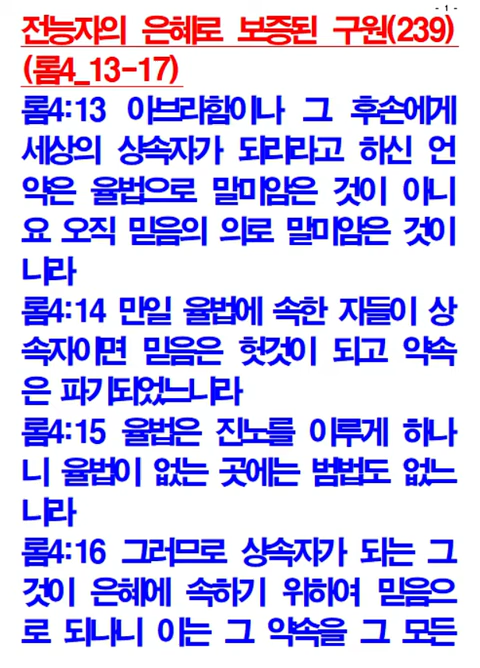 - 1 -
전능자의 은혜로 보증된 구원(239)
(롬4_13-17)
롬4:13 아브라함이나 그 후손에게
세상의 상속자가 되리라고 하신 언
약은 율법으로 말미암은 것이 아니
요 오직 믿음의 의로 말미암은 것이
니라
롬4:14 만일 율법에 속한 자들이 상
속자이면 믿음은 헛것이 되고 약속
은 파기되었느니라
롬4:15 율법은 진노를 이루게 하나
니 율법이 없는 곳에는 범법도 없느
니라
롬4:16 그러므로 상속자가 되는 그
것이 은혜에 속하기 위하여 믿음으
로 되나니 이는 그 약속을 그 모든